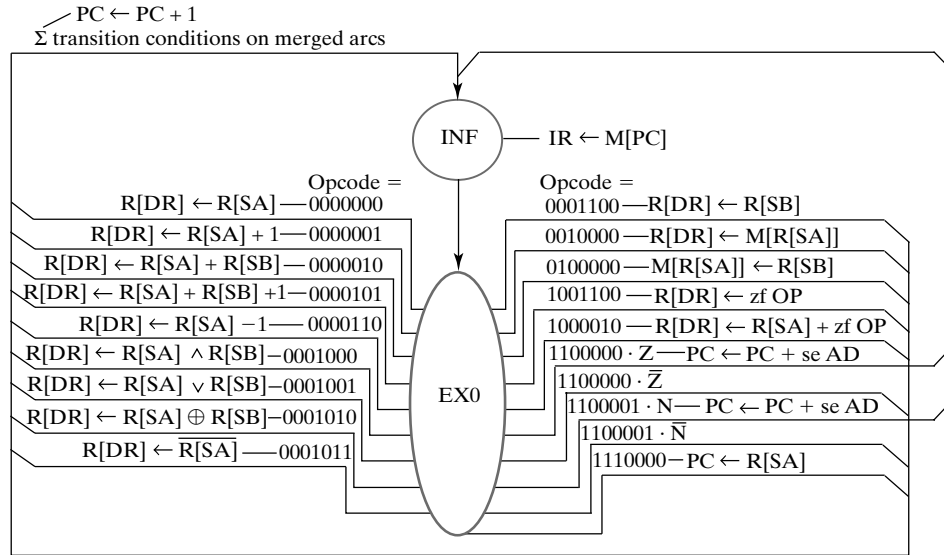 PC ← PC + 1
Σ transition conditions on merged arcs
INF
IR ← M[PC]
Opcode =
R[DR] ← R[SA] — 0000000
R[DR] ← R[SA] + 1 — 0000001
R[DR] ← R[SA] + R[SB] — 0000010
R[DR] ← R[SA] + R[SB] +1 — 0000101
R[DR] ← R[SA] −1 — 0000110
R[DR] ← R[SA] ∧ R[SB] – 0001000
R[DR] ← R[SA] ∨ R[SB] – 0001001
R[DR] ← R[SA] ⊕ R[SB] – 0001010
R[DR] ← R̅[̅S̅A̅]̅ — 0001011
EX0
Opcode =
0001100 — R[DR] ← R[SB]
0010000 — R[DR] ← M[R[SA]]
0100000 — M[R[SA]] ← R[SB]
1001100 — R[DR] ← zf OP
1000010 — R[DR] ← R[SA] + zf OP
1100000 · Z — PC ← PC + se AD
1100000 · Z̅
1100001 · N — PC ← PC + se AD
1100001 · N̅
1110000 – PC ← R[SA]